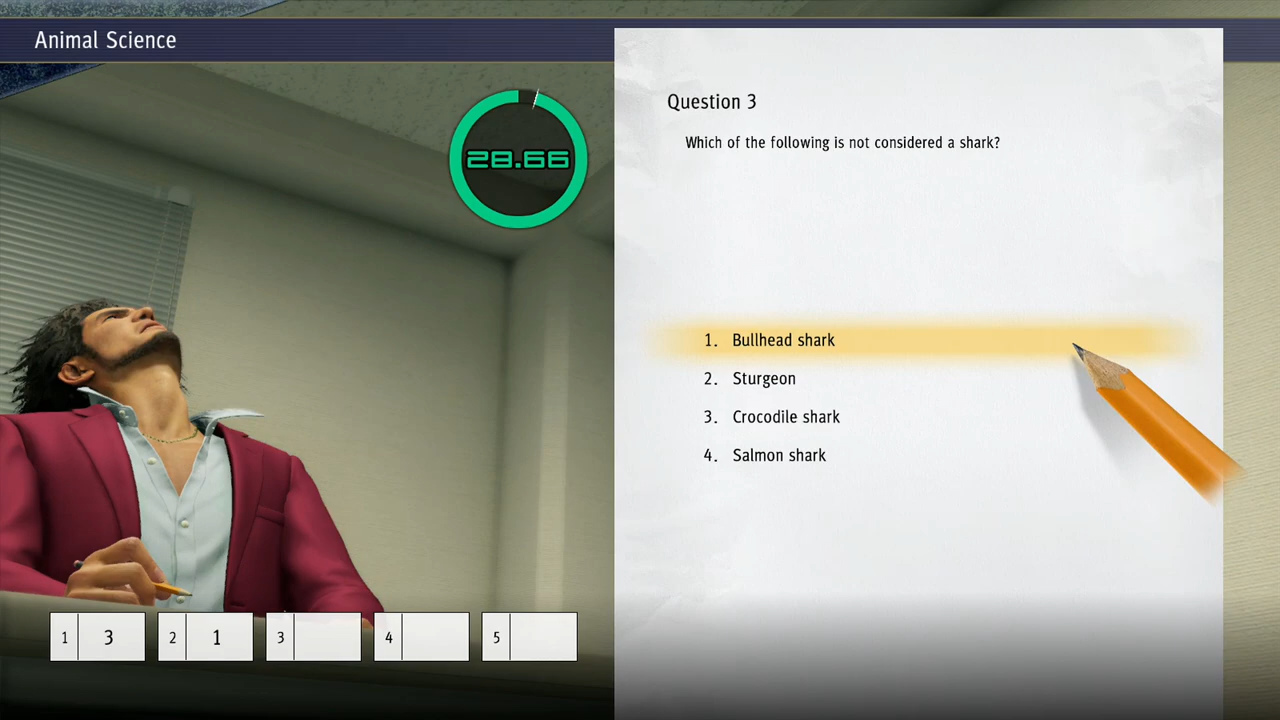 Animal Science
28.66
Question 3
Which of the following is not considered a shark?
1. Bullhead shark
2. Sturgeon
3. Crocodile shark
4. Salmon shark
1 3 2 1 3 4 5